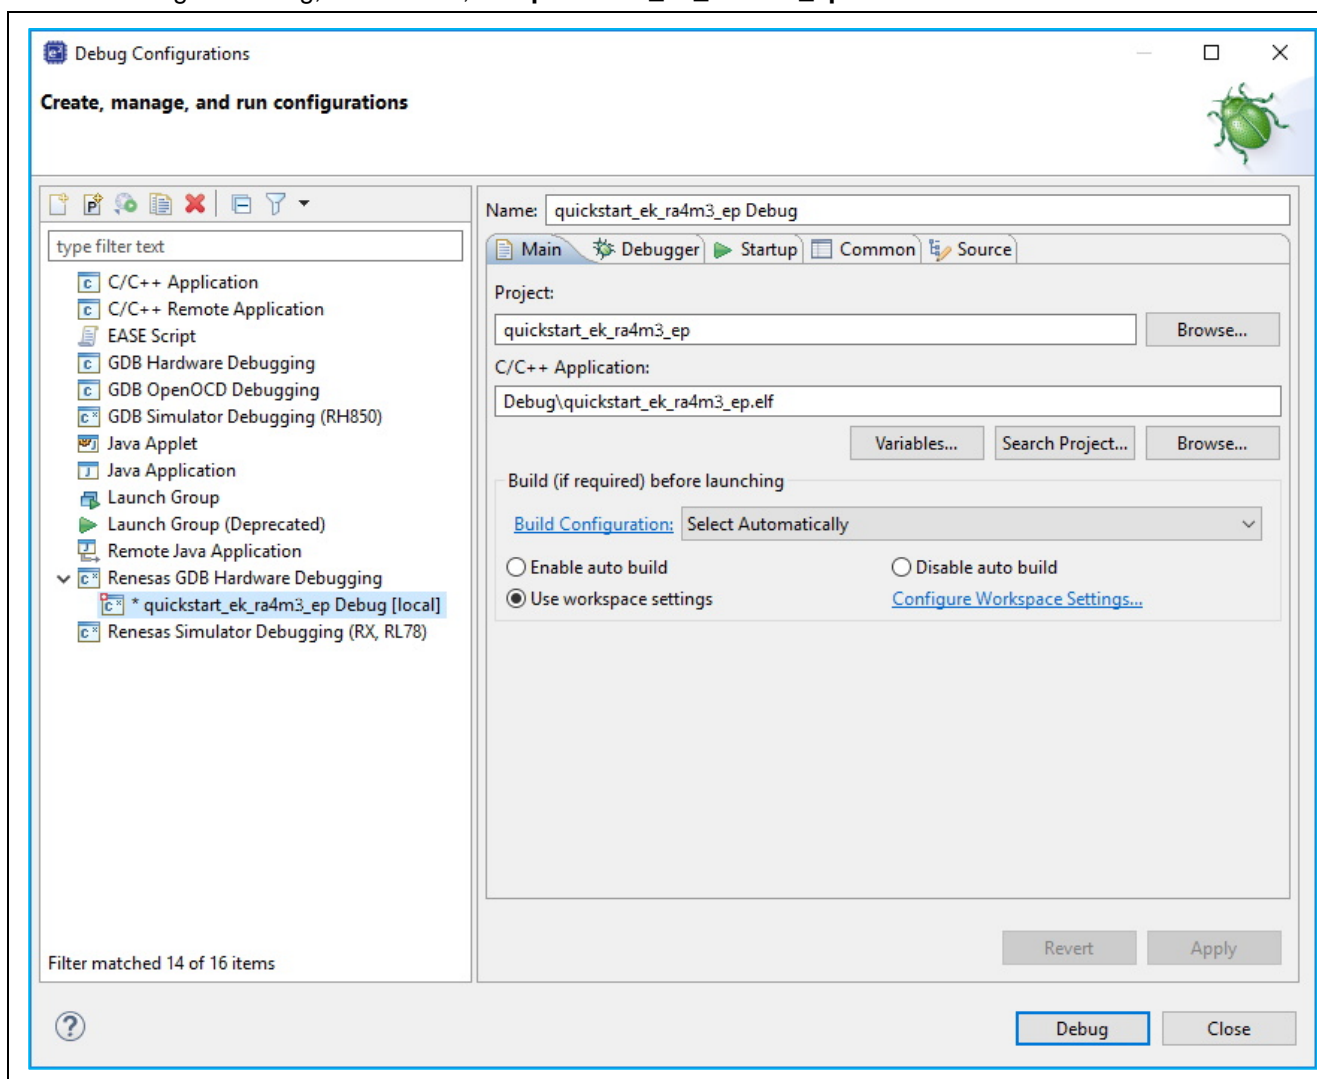 Debug Configurations
Create, manage, and run configurations
type filter text
C/C++ Application
C/C++ Remote Application
EASE Script
GDB Hardware Debugging
GDB OpenOCD Debugging
GDB Simulator Debugging (RH850)
Java Applet
Java Application
Launch Group
Launch Group (Deprecated)
Remote Java Application
Renesas GDB Hardware Debugging
* quickstart_ek_ra4m3_ep Debug [local]
Renesas Simulator Debugging (RX, RL78)
Filter matched 14 of 16 items
Name: quickstart_ek_ra4m3_ep Debug
Main Debugger Startup Common Source
Project:
quickstart_ek_ra4m3_ep Browse...
C/C++ Application:
Debug\quickstart_ek_ra4m3_ep.elf
Variables... Search Project... Browse...
Build (if required) before launching
Build Configuration: Select Automatically
Enable auto build Disable auto build
Use workspace settings Configure Workspace Settings...
Revert Apply
Debug Close